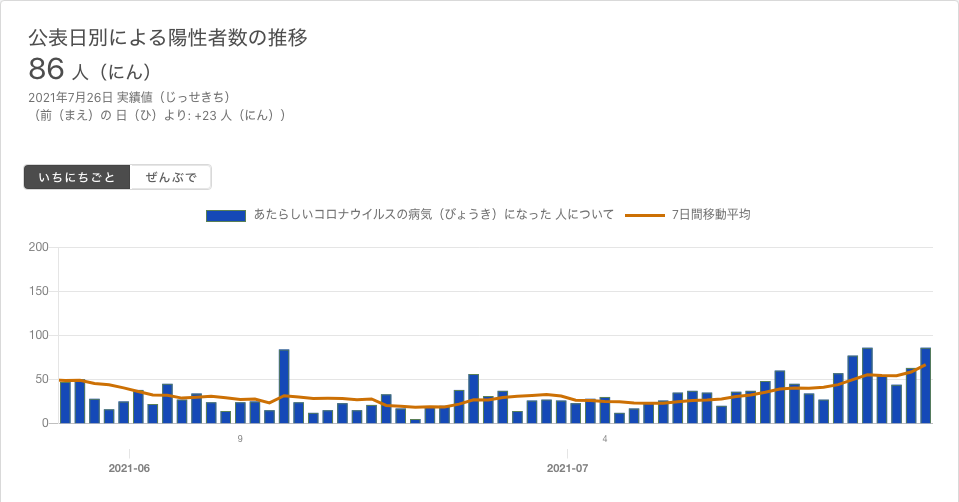 公表日別による陽性者数の推移
86 人（にん）
2021年7月26日 実績値（じっせきち）
（前（まえ）の 日（ひ）より: +23 人（にん））
いちにちごと ぜんぶで
あたらしいコロナウイルスの病気（びょうき）になった 人について 7日間移動平均
200
150
100
50
0
9 4
2021-06 2021-07